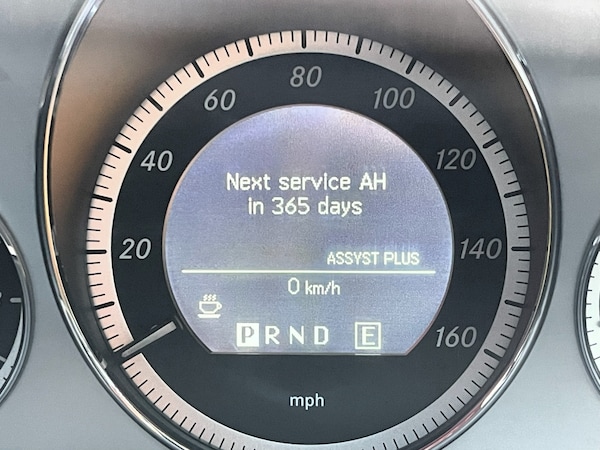 80
60
100
40
120
Next service AH
in 365 days
20
140
ASSYST PLUS
0 km/h
PRND E
160
mph